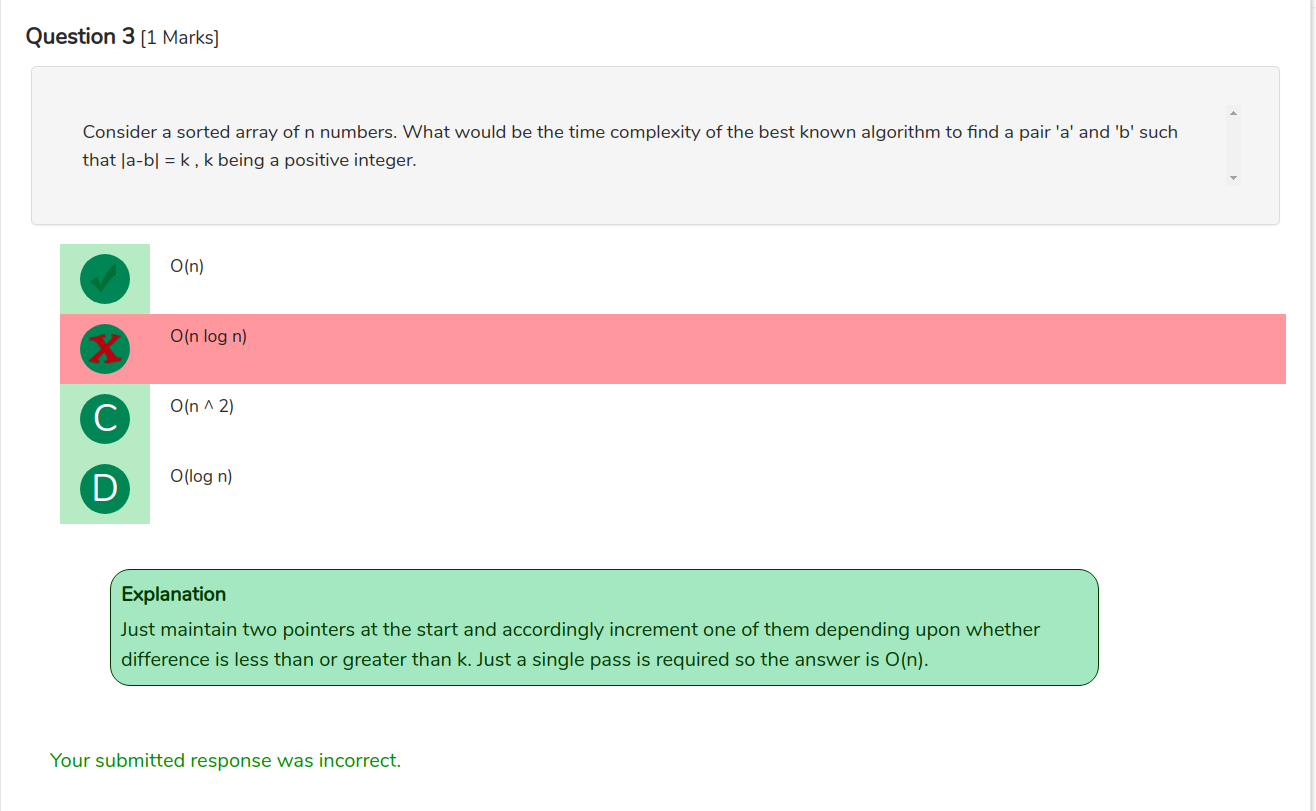 Question 3 [1 Marks]
Consider a sorted array of n numbers. What would be the time complexity of the best known algorithm to find a pair 'a' and 'b' such
that |a-b| = k , k being a positive integer.
O(n)
X O(n log n)
C O(n ^ 2)
D O(log n)
Explanation
Just maintain two pointers at the start and accordingly increment one of them depending upon whether
difference is less than or greater than k. Just a single pass is required so the answer is O(n).
Your submitted response was incorrect.